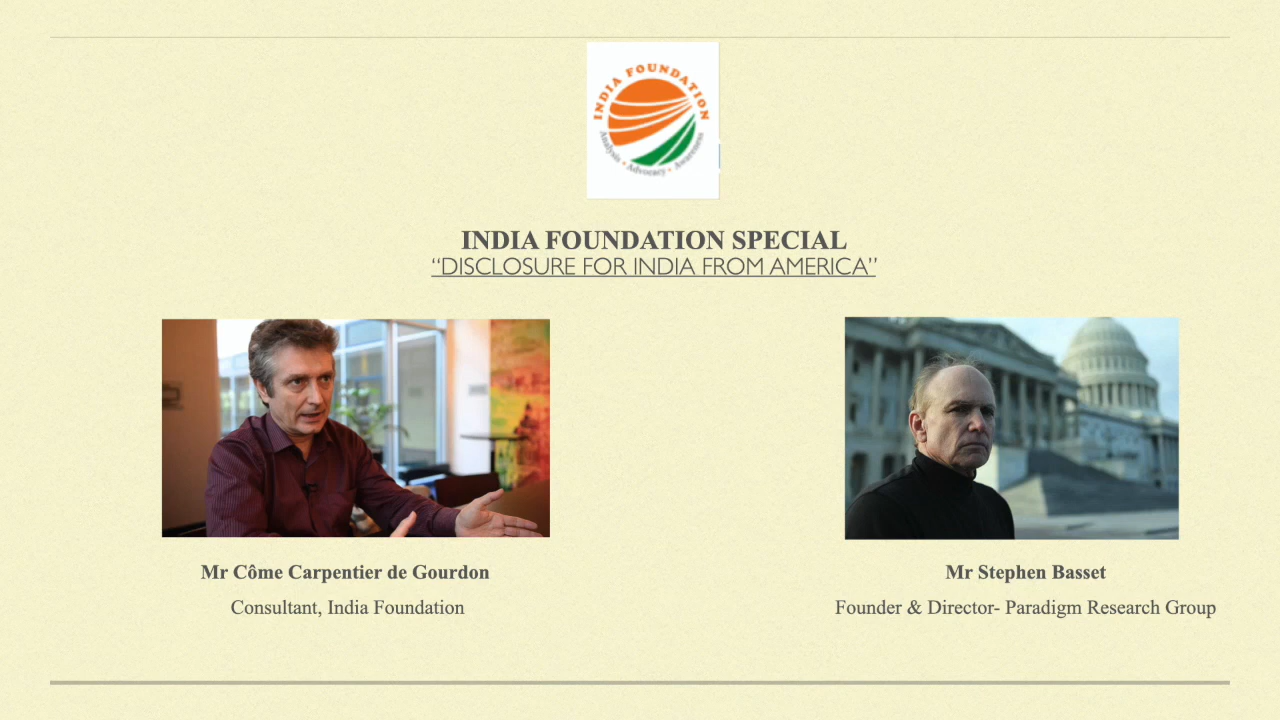 INDIA FOUNDATION
Analysis • Advocacy • Awareness
INDIA FOUNDATION SPECIAL
“DISCLOSURE FOR INDIA FROM AMERICA”
Mr Côme Carpentier de Gourdon
Consultant, India Foundation
Mr Stephen Basset
Founder & Director- Paradigm Research Group